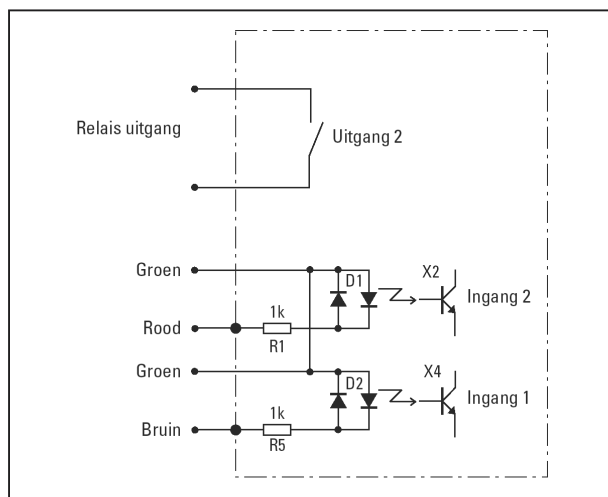 Relais uitgang
Uitgang 2
Groen
D1
X2
Ingang 2
Rood
1k
R1
Groen
D2
X4
Ingang 1
Bruin
1k
R5